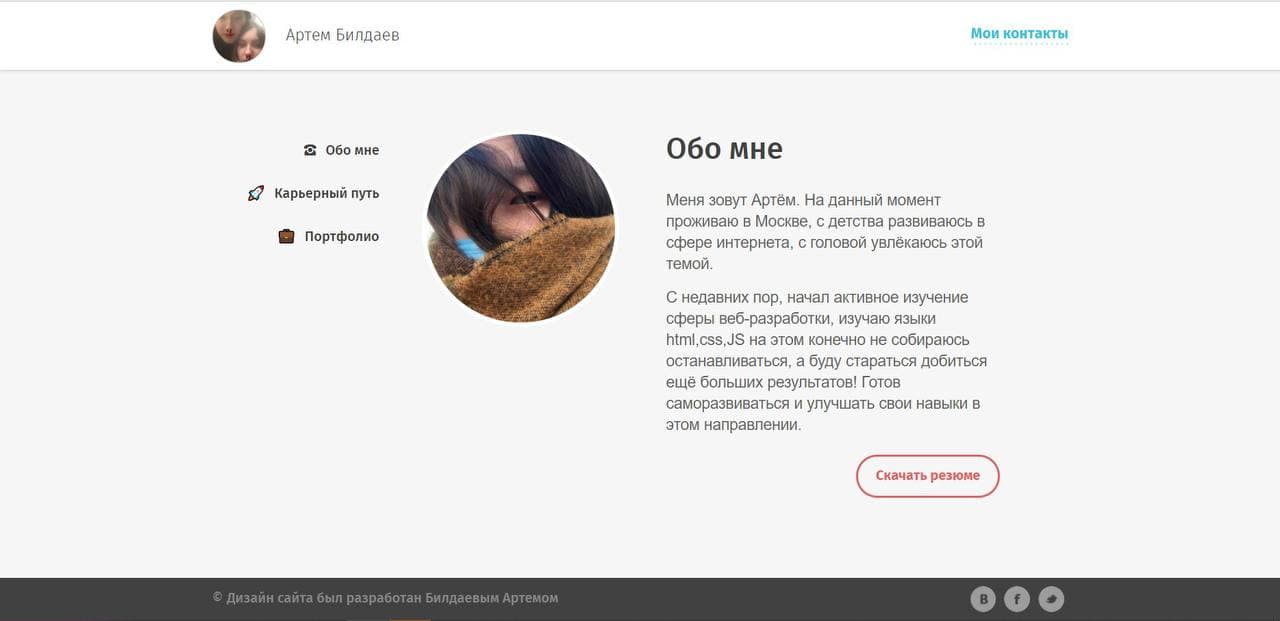 Артем Билдаев
Мои контакты
Обо мне
Карьерный путь
Портфолио
Обо мне
Меня зовут Артём. На данный момент
проживаю в Москве, с детства развиваюсь в
сфере интернета, с головой увлёкаюсь этой
темой.
С недавних пор, начал активное изучение
сферы веб-разработки, изучаю языки
html,css,JS на этом конечно не собираюсь
останавливаться, а буду стараться добиться
ещё больших результатов! Готов
саморазвиваться и улучшать свои навыки в
этом направлении.
Скачать резюме
© Дизайн сайта был разработан Билдаевым Артемом
В f